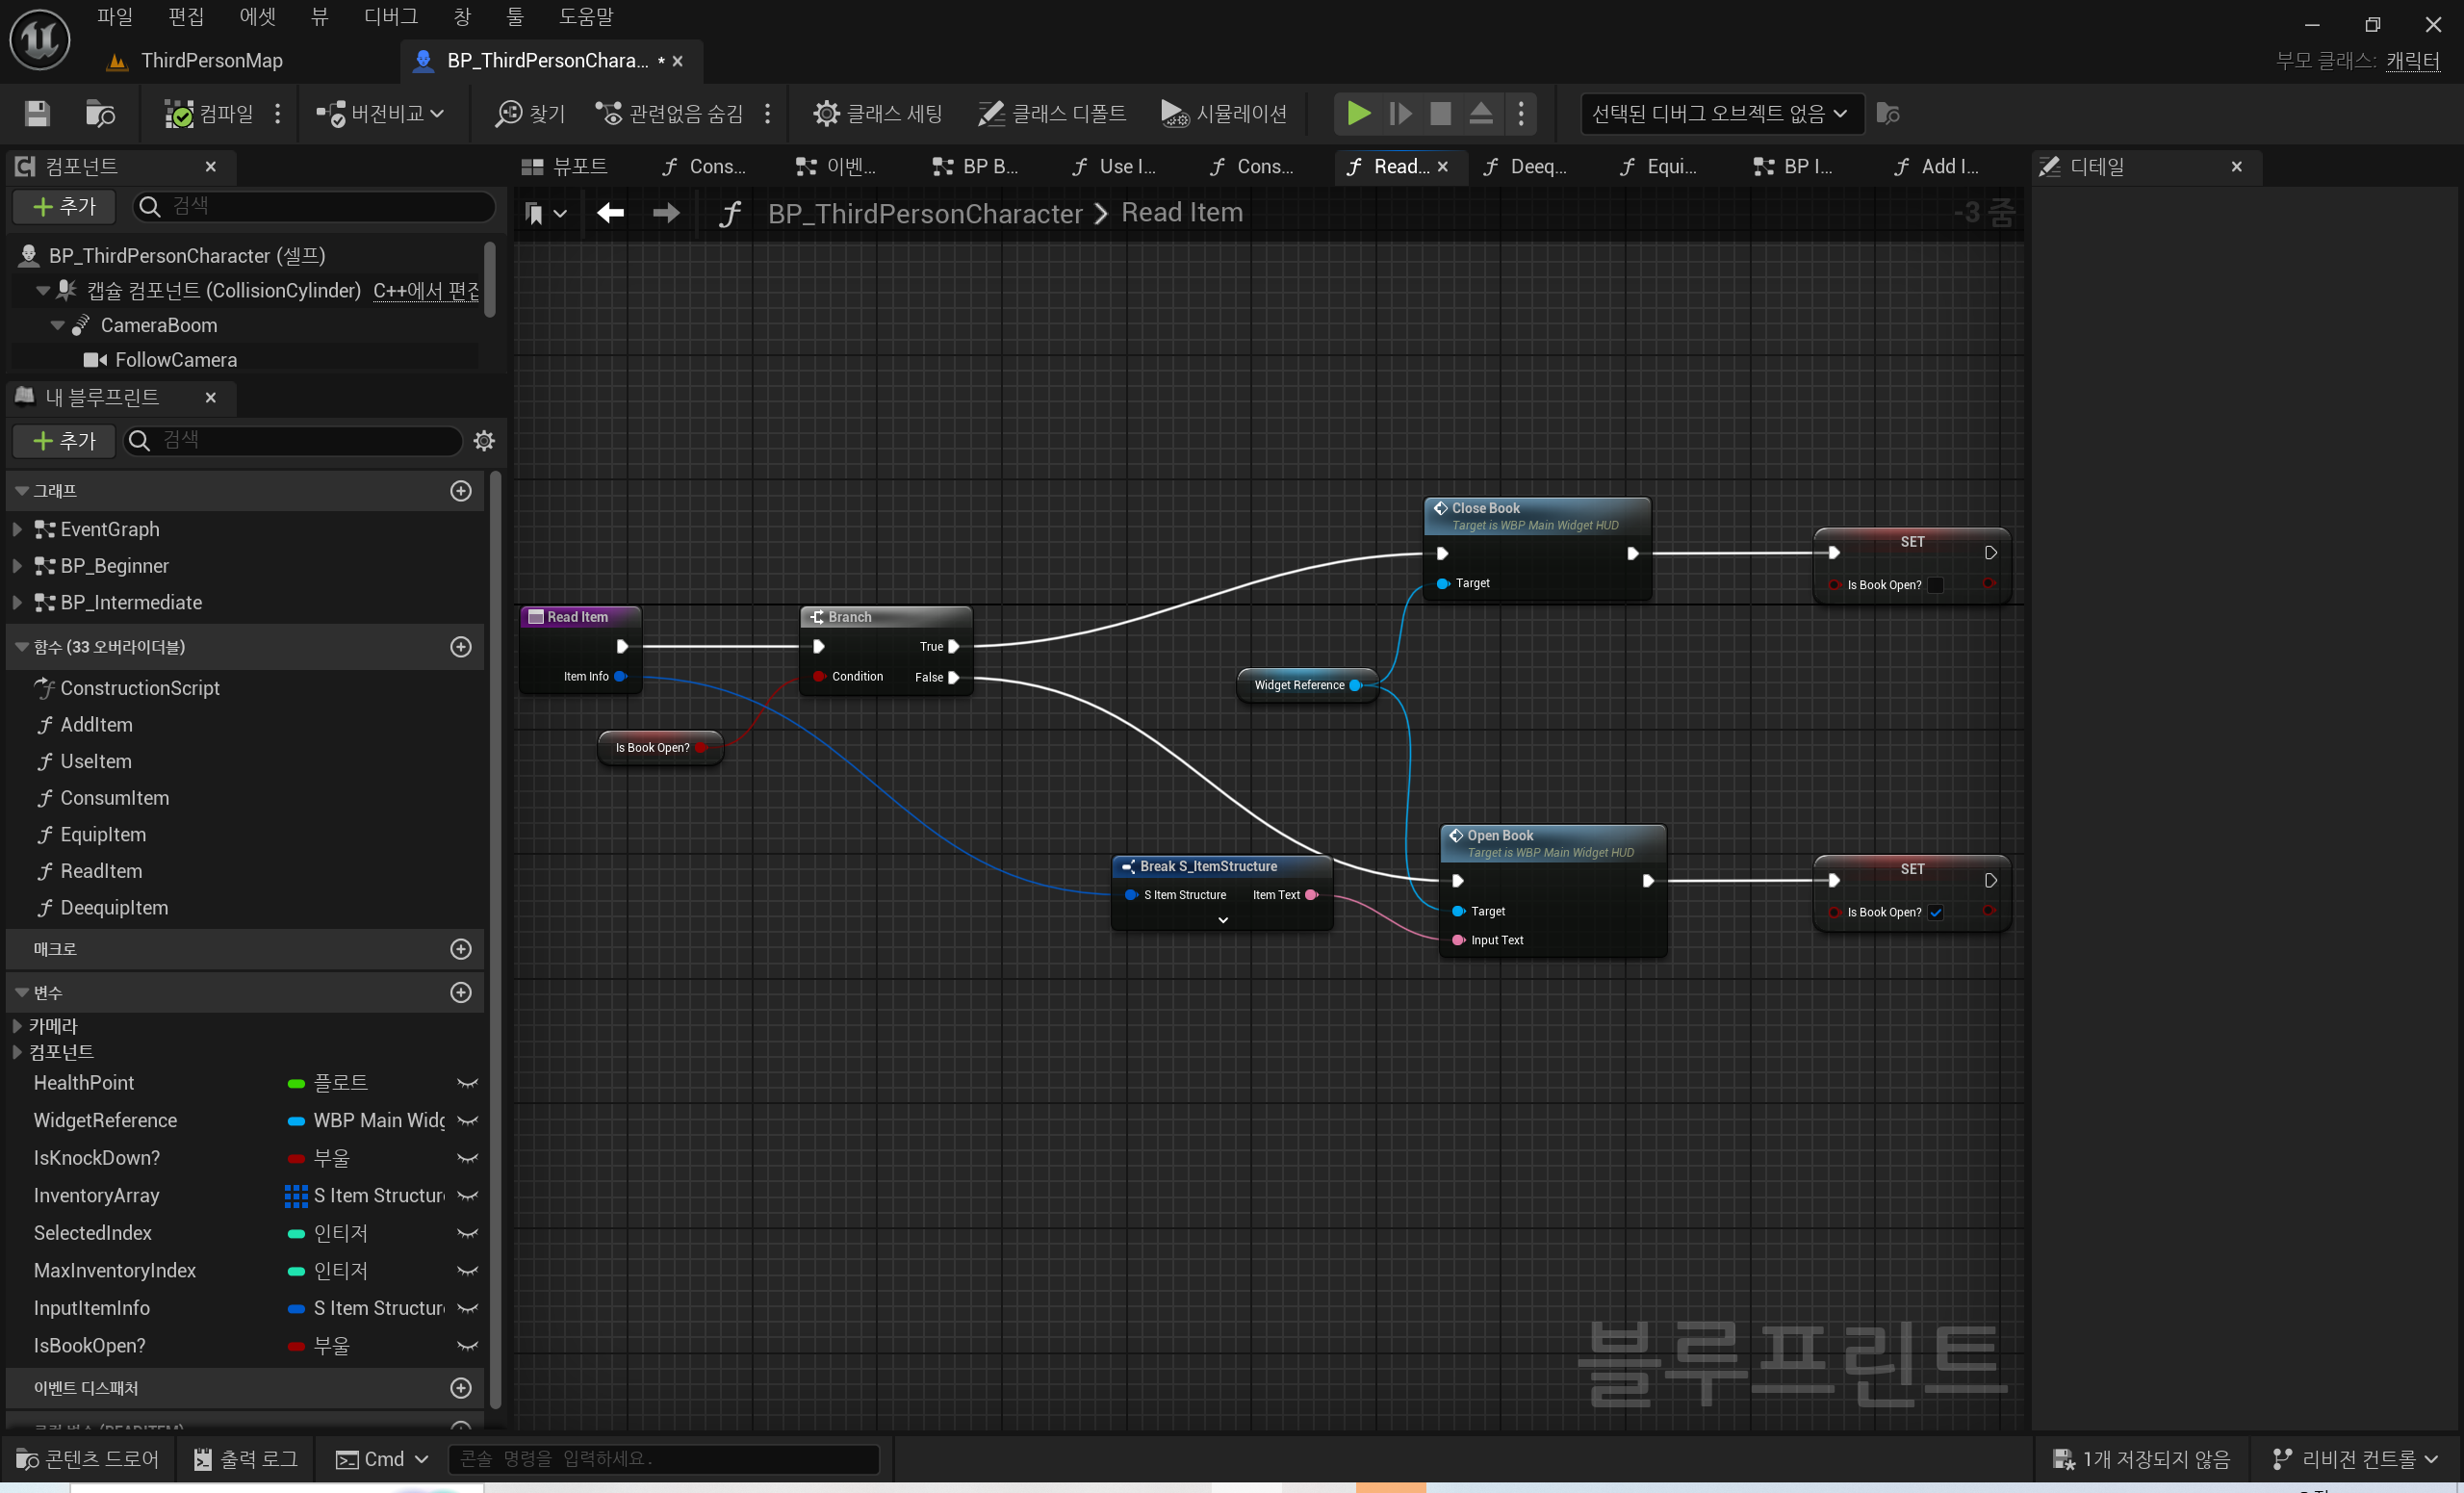 파일 편집 에셋 뷰 디버그 창 툴 도움말
ThirdPersonMap
BP_ThirdPersonChara... *
부모 클래스: 캐릭터
컴파일 버전비교 찾기 관련없음 숨김 클래스 세팅 클래스 디폴트 시뮬레이션 선택된 디버그 오브젝트 없음
컴포넌트
뷰포트 Cons... 이벤... BP B... Use I... Cons... Read... Deeq... Equi... BP I... Add I...
디테일
추가 검색
BP_ThirdPersonCharacter > Read Item
-3 줌
BP_ThirdPersonCharacter (셀프)
캡슐 컴포넌트 (CollisionCylinder) C++에서 편집
CameraBoom
FollowCamera
내 블루프린트
추가 검색
그래프
EventGraph
BP_Beginner
BP_Intermediate
함수 (33 오버라이더블)
ConstructionScript
AddItem
UseItem
ConsumItem
EquipItem
ReadItem
DeequipItem
매크로
변수
카메라
컴포넌트
HealthPoint 플로트
WidgetReference WBP Main Widg
IsKnockDown? 부울
InventoryArray S Item Structur
SelectedIndex 인티저
MaxInventoryIndex 인티저
InputItemInfo S Item Structur
IsBookOpen? 부울
이벤트 디스패처
Read Item
Item Info
Is Book Open?
Branch
True
Condition
False
Close Book
Target is WBP Main Widget HUD
Target
SET
Is Book Open?
Widget Reference
Break S_ItemStructure
S Item Structure Item Text
Open Book
Target is WBP Main Widget HUD
Target
Input Text
SET
Is Book Open?
블루프린트
콘텐츠 드로어 출력 로그 Cmd 콘솔 명령을 입력하세요.
1개 저장되지 않음 리비전 컨트롤